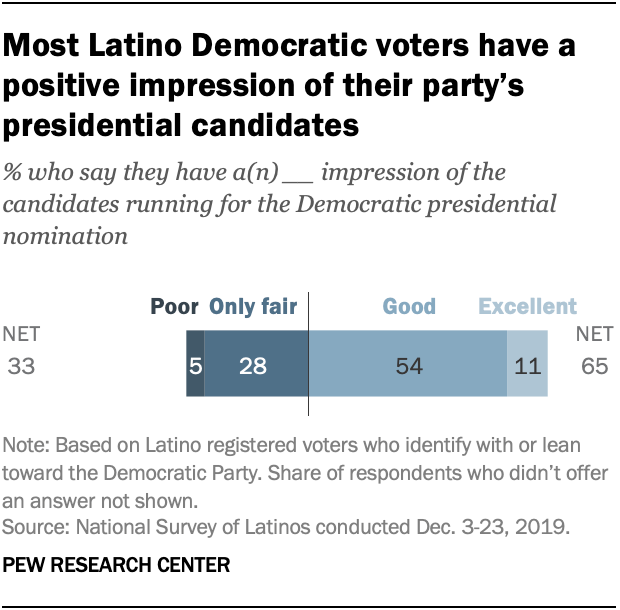 Most Latino Democratic voters have a
positive impression of their party’s
presidential candidates
% who say they have a(n) __ impression of the
candidates running for the Democratic presidential
nomination
Poor Only fair Good Excellent
NET NET
33 5 28 54 11 65
Note: Based on Latino registered voters who identify with or lean
toward the Democratic Party. Share of respondents who didn’t offer
an answer not shown.
Source: National Survey of Latinos conducted Dec. 3-23, 2019.
PEW RESEARCH CENTER